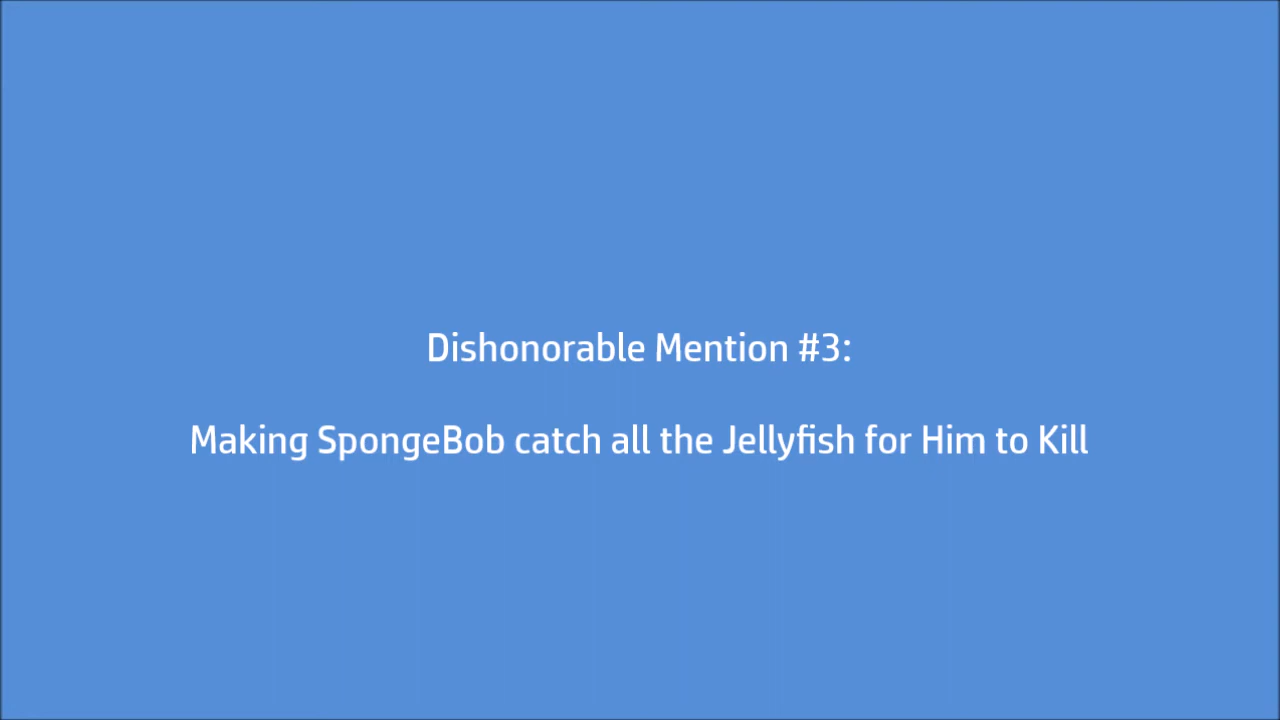 Dishonorable Mention #3:
Making SpongeBob catch all the Jellyfish for Him to Kill